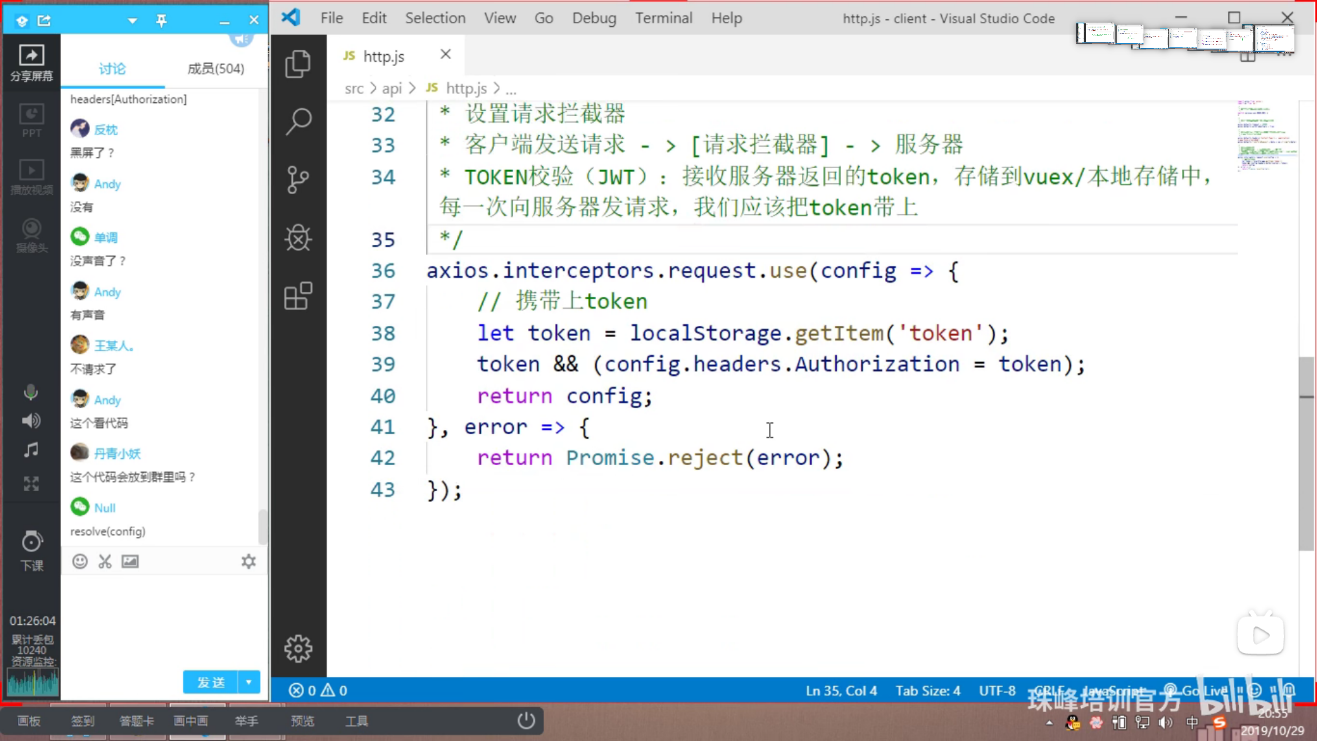 File Edit Selection View Go Debug Terminal Help
http.js - client - Visual Studio Code
分享屏幕
PPT
播放视频
摄像头
下课
01:26:04
累计丢包
10240
资源监控:
讨论
成员(504)
headers[Authorization]
反枕
黑屏了？
Andy
没有
单调
没声音了？
Andy
有声音
王某人。
不请求了
Andy
这个看代码
丹青小妖
这个代码会放到群里吗？
Null
resolve(config)
发送
JS http.js
src > api > JS http.js > ...
32 * 设置请求拦截器
33 * 客户端发送请求 - > [请求拦截器] - > 服务器
34 * TOKEN校验（JWT）：接收服务器返回的token，存储到vuex/本地存储中，
每一次向服务器发请求，我们应该把token带上
35 */
36 axios.interceptors.request.use(config => {
37 // 携带上token
38 let token = localStorage.getItem('token');
39 token && (config.headers.Authorization = token);
40 return config;
41 }, error => {
42 return Promise.reject(error);
43 });
0 0
Ln 35, Col 4 Tab Size: 4 UTF-8 CRLF JavaScript Go Live
珠峰培训官方 bilibili
画板 签到 答题卡 画中画 举手 预览 工具
中
20:55
2019/10/29